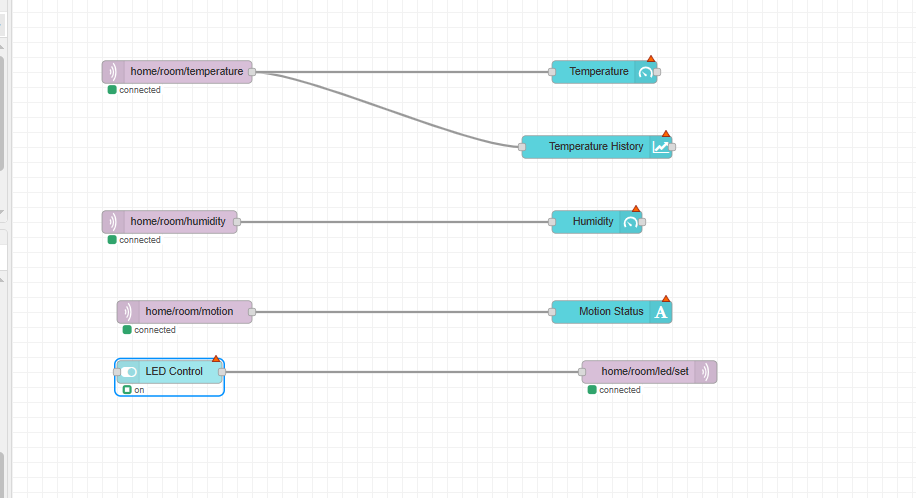 home/room/temperature
Temperature
connected
Temperature History
home/room/humidity
Humidity
connected
home/room/motion
Motion Status
connected
LED Control
home/room/led/set
on
connected